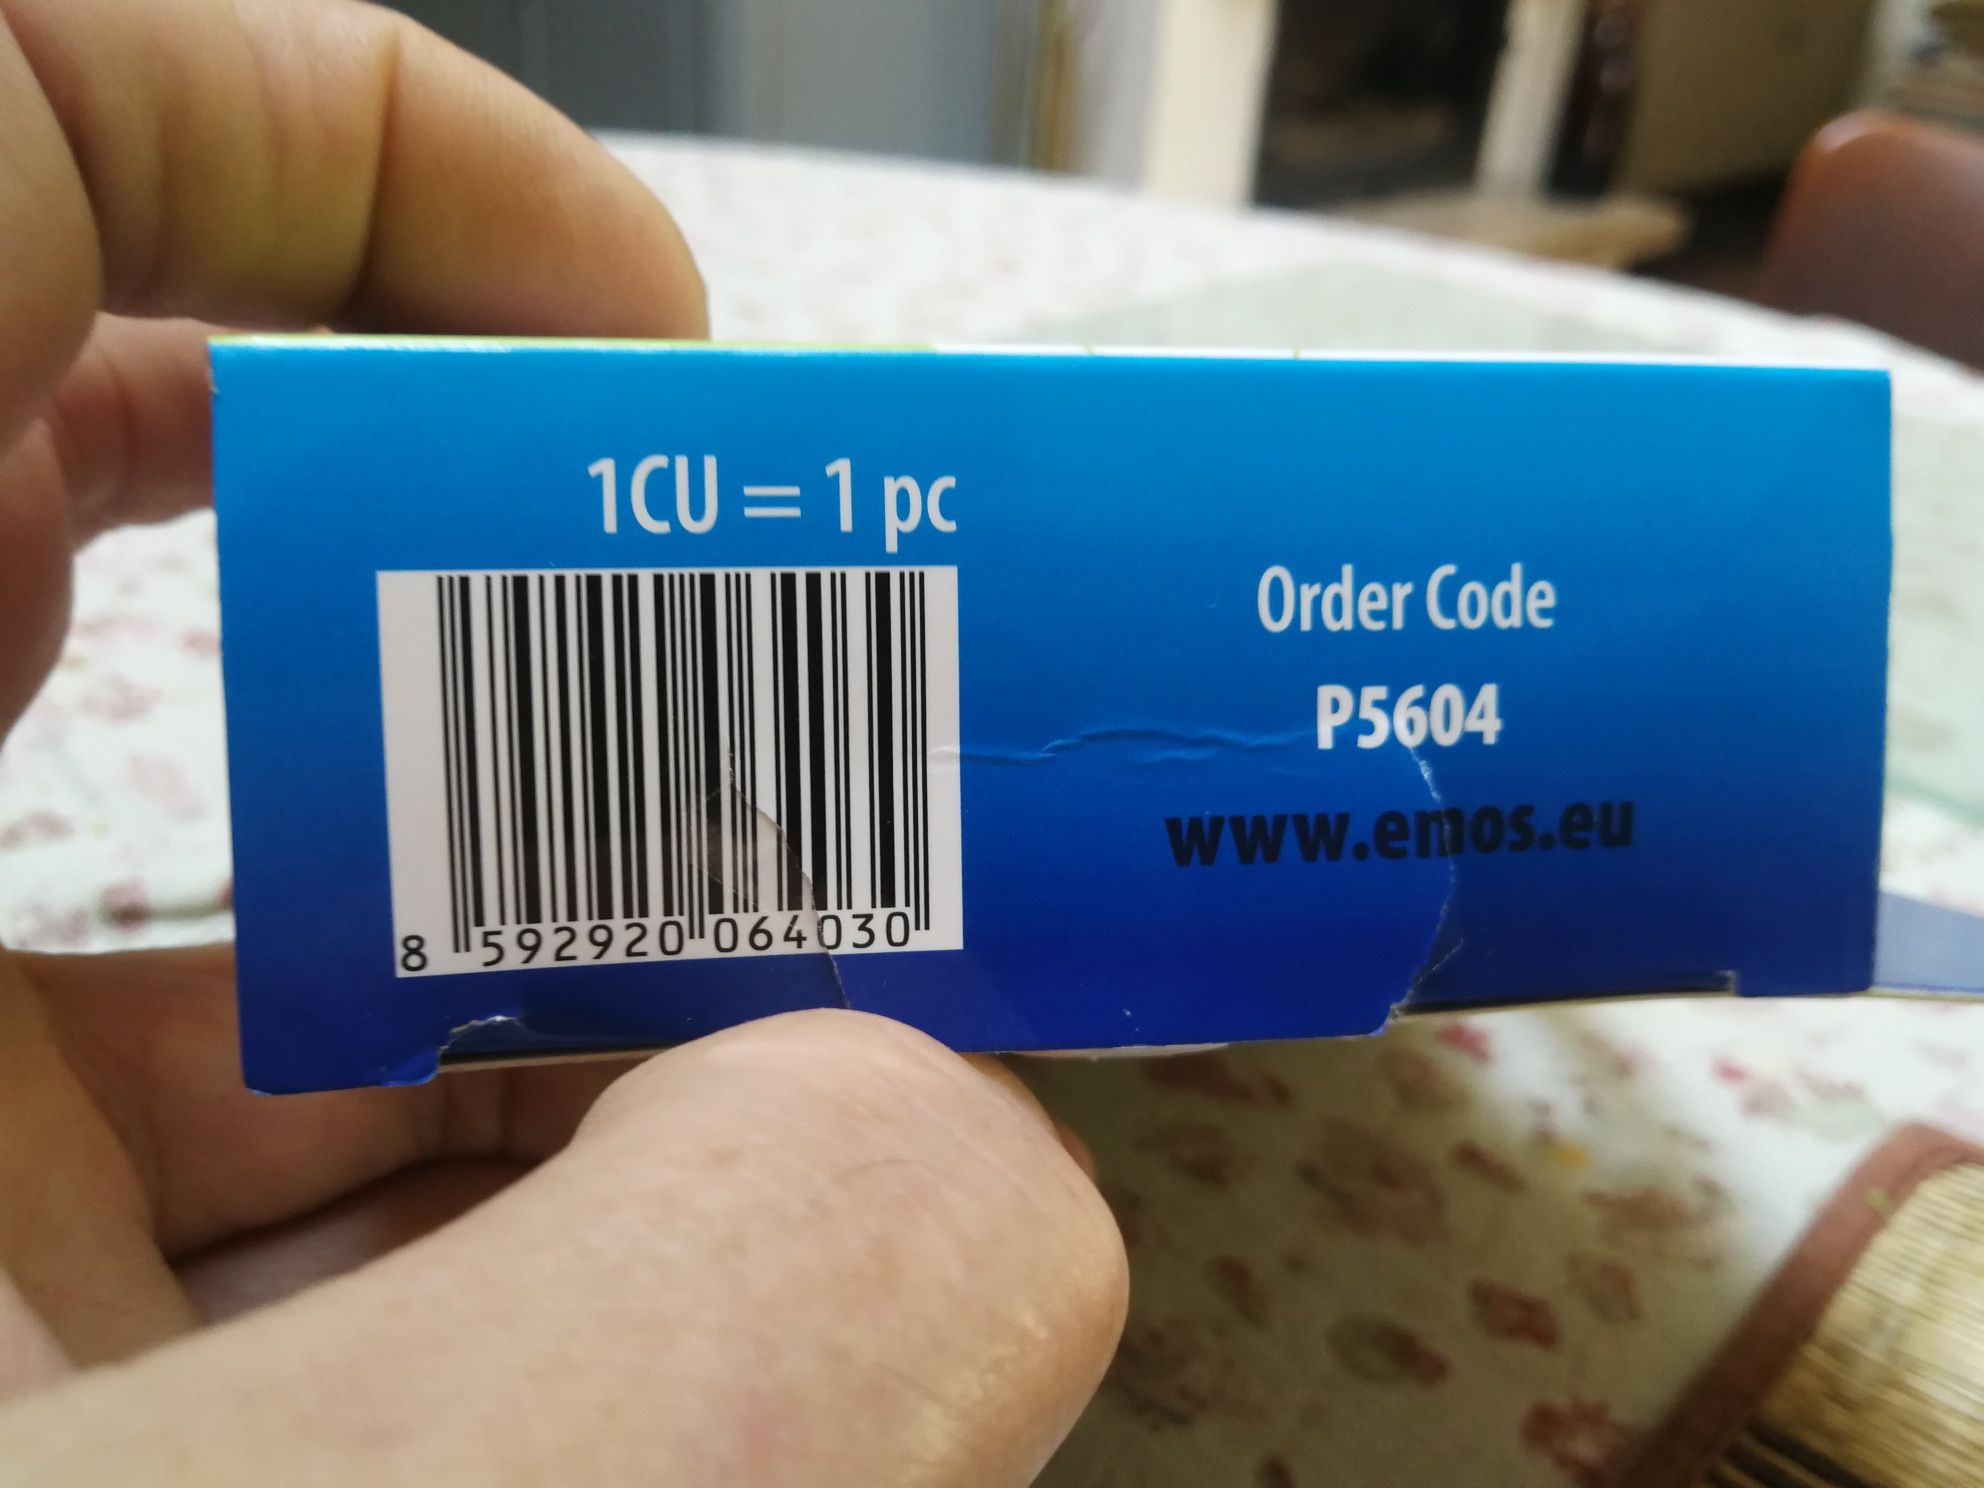 1CU = 1 pc
8 592920 064030
Order Code
P5604
www.emos.eu